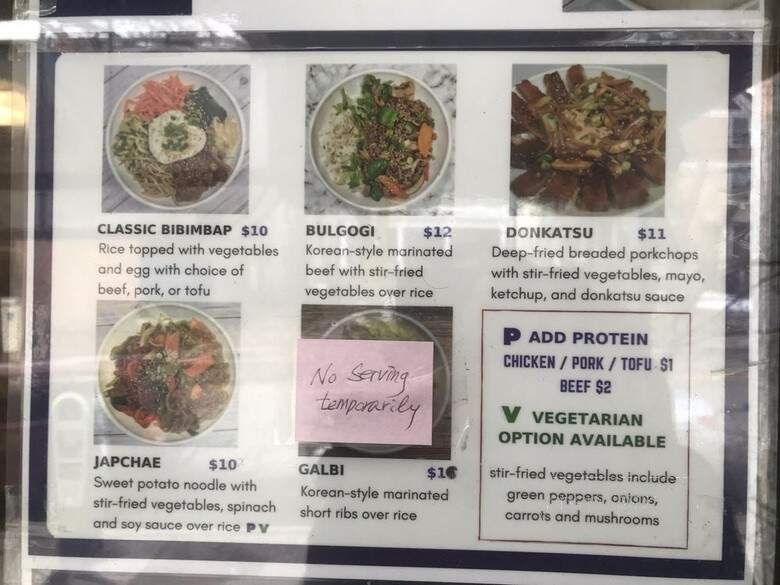 CLASSIC BIBIMBAP $10
Rice topped with vegetables
and egg with choice of
beef, pork, or tofu
BULGOGI $12
Korean-style marinated
beef with stir-fried
vegetables over rice
DONKATSU $11
Deep-fried breaded porkchops
with stir-fried vegetables, mayo,
ketchup, and donkatsu sauce
JAPCHAE $10
Sweet potato noodle with
stir-fried vegetables, spinach
and soy sauce over rice P V
No Serving
temporarily
GALBI
Korean-style marinated
short ribs over rice
P ADD PROTEIN
CHICKEN / PORK / TOFU $1
BEEF $2
V VEGETARIAN
OPTION AVAILABLE
stir-fried vegetables include
green peppers, onions,
carrots and mushrooms